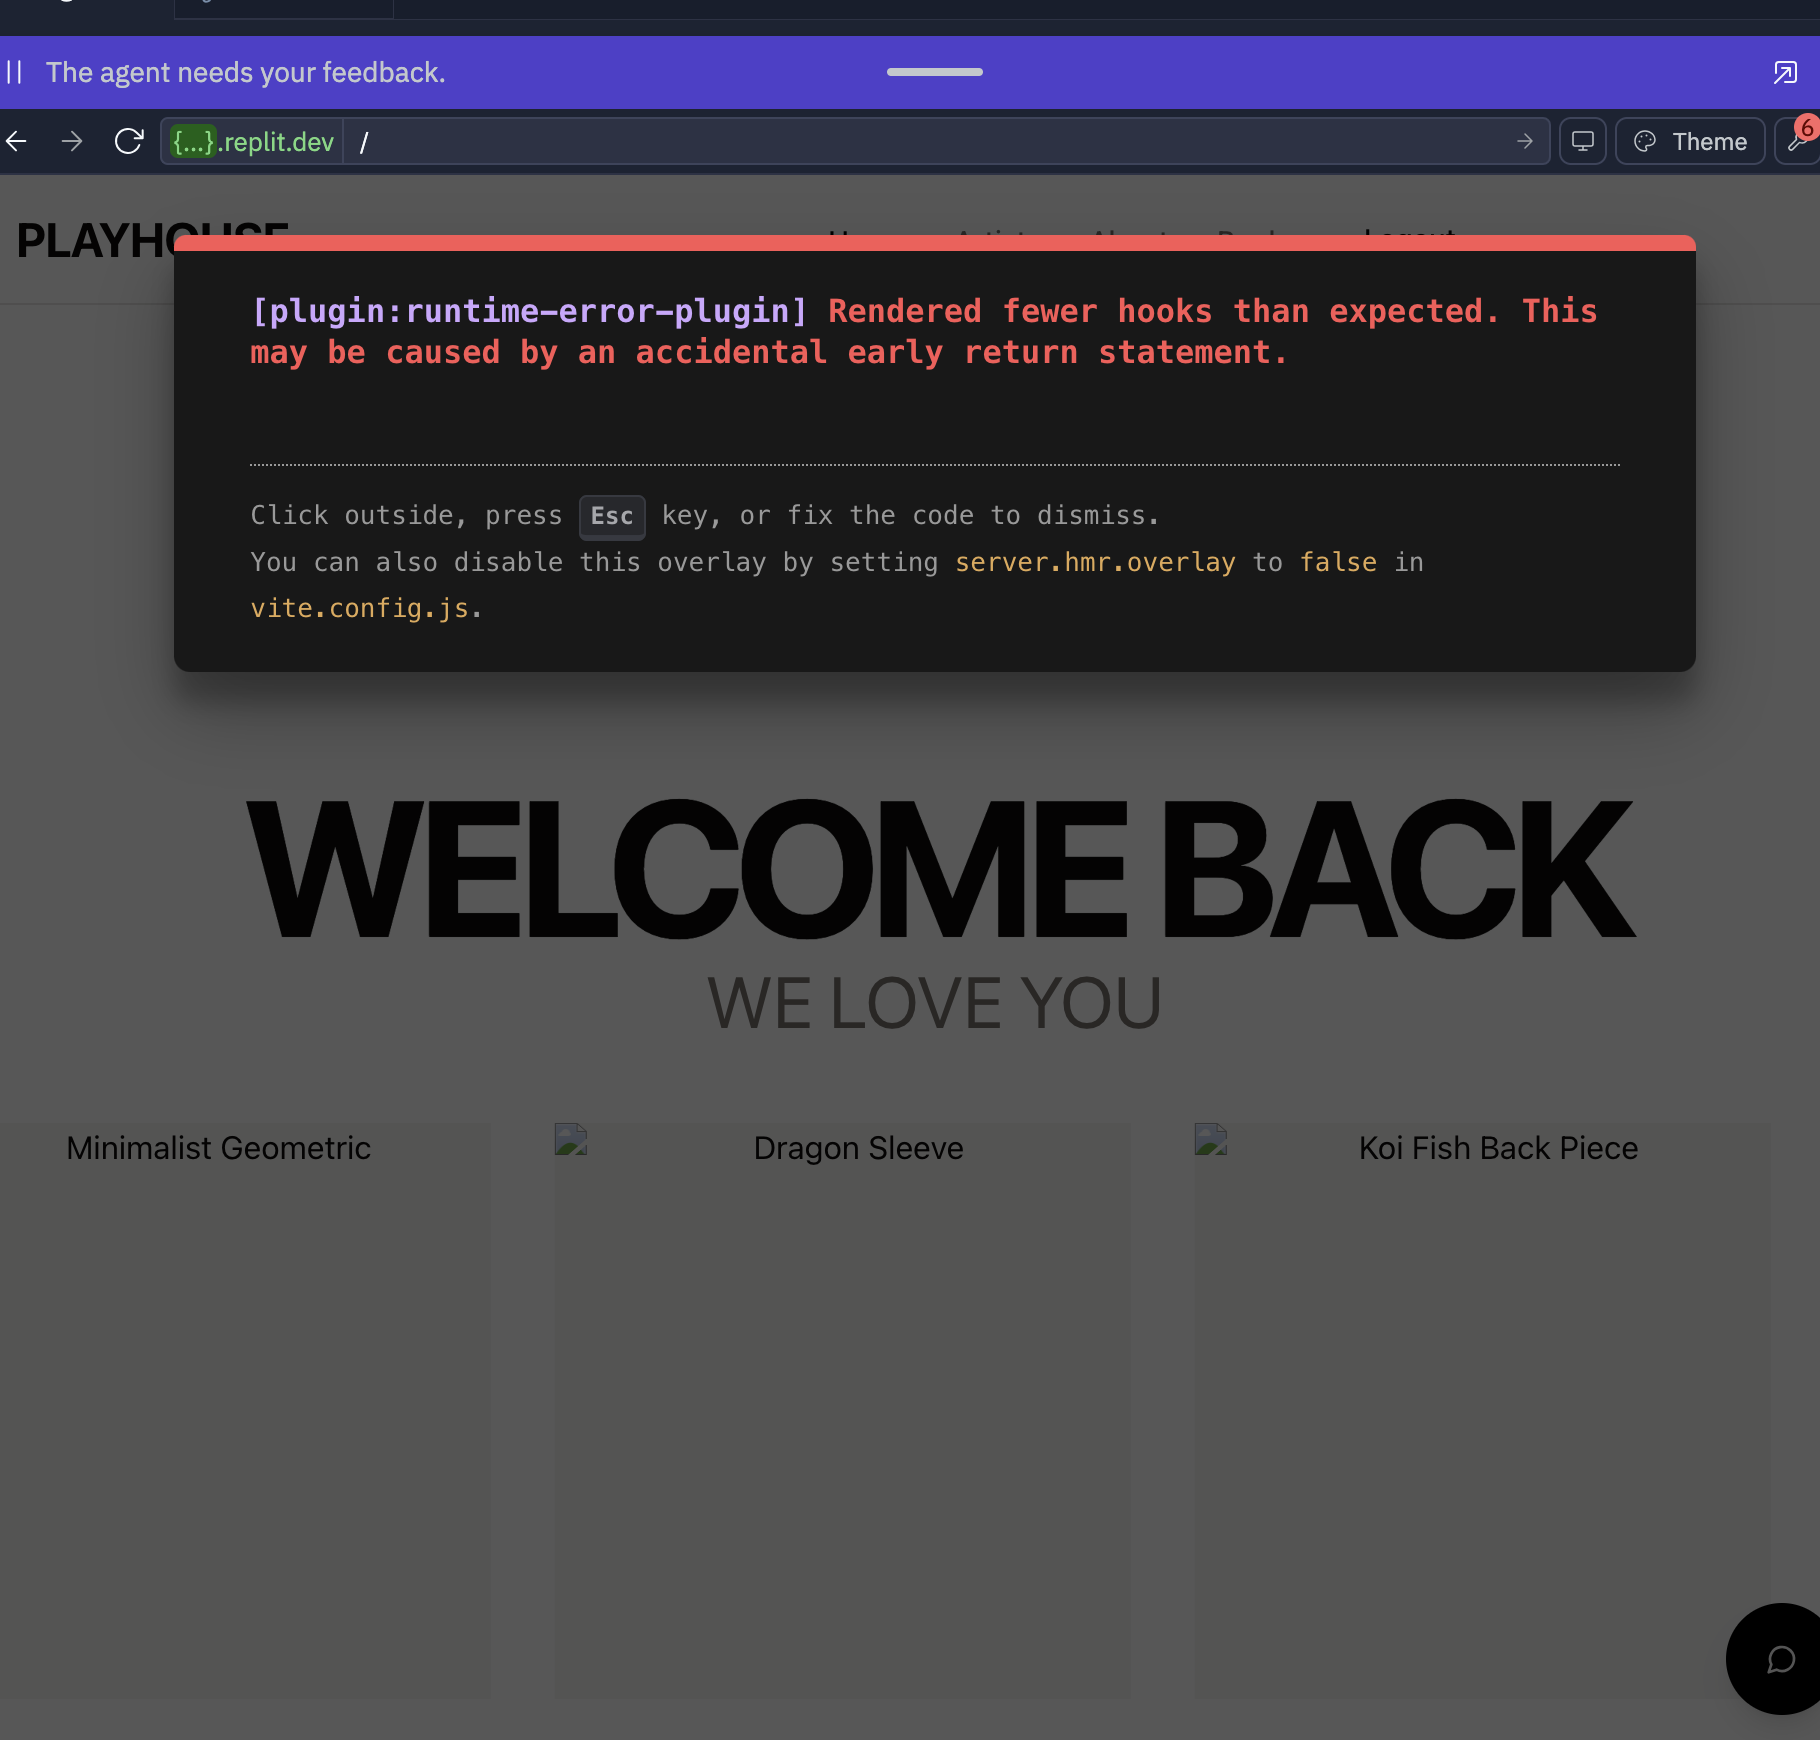 The agent needs your feedback.
{...}.replit.dev /
Theme
6
PLAYHOUSE
Logout
[plugin:runtime-error-plugin] Rendered fewer hooks than expected. This
may be caused by an accidental early return statement.
Click outside, press Esc key, or fix the code to dismiss.
You can also disable this overlay by setting server.hmr.overlay to false in
vite.config.js.
WELCOME BACK
WE LOVE YOU
Minimalist Geometric
Dragon Sleeve
Koi Fish Back Piece